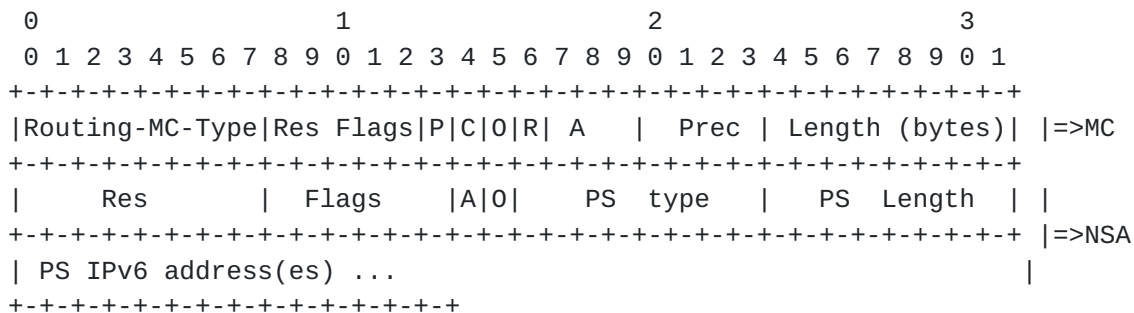 0                   1                   2                   3
 0 1 2 3 4 5 6 7 8 9 0 1 2 3 4 5 6 7 8 9 0 1 2 3 4 5 6 7 8 9 0 1
+-+-+-+-+-+-+-+-+-+-+-+-+-+-+-+-+-+-+-+-+-+-+-+-+-+-+-+-+-+-+-+-+
|Routing-MC-Type|Res Flags|P|C|O|R| A   |  Prec | Length (bytes)| |=>MC
+-+-+-+-+-+-+-+-+-+-+-+-+-+-+-+-+-+-+-+-+-+-+-+-+-+-+-+-+-+-+-+-+
|     Res       |  Flags    |A|O|    PS  type   |   PS  Length  | |
+-+-+-+-+-+-+-+-+-+-+-+-+-+-+-+-+-+-+-+-+-+-+-+-+-+-+-+-+-+-+-+-+ |=>NSA
| PS IPv6 address(es) ...                                        |
+-+-+-+-+-+-+-+-+-+-+-+-+-+-+